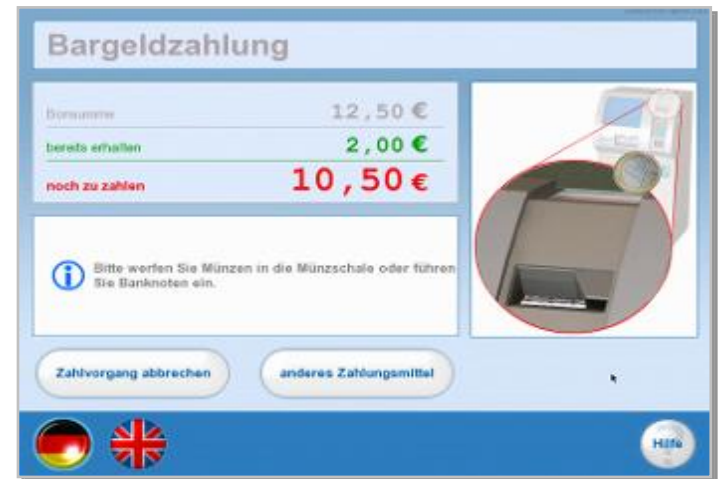 Bargeldzahlung
Bonsumme 12,50 €
bereits erhalten 2,00 €
noch zu zahlen 10,50 €
Bitte werfen Sie Münzen in die Münzschale oder führen
Sie Banknoten ein.
Zahlvorgang abbrechen anderes Zahlungsmittel
Hilfe